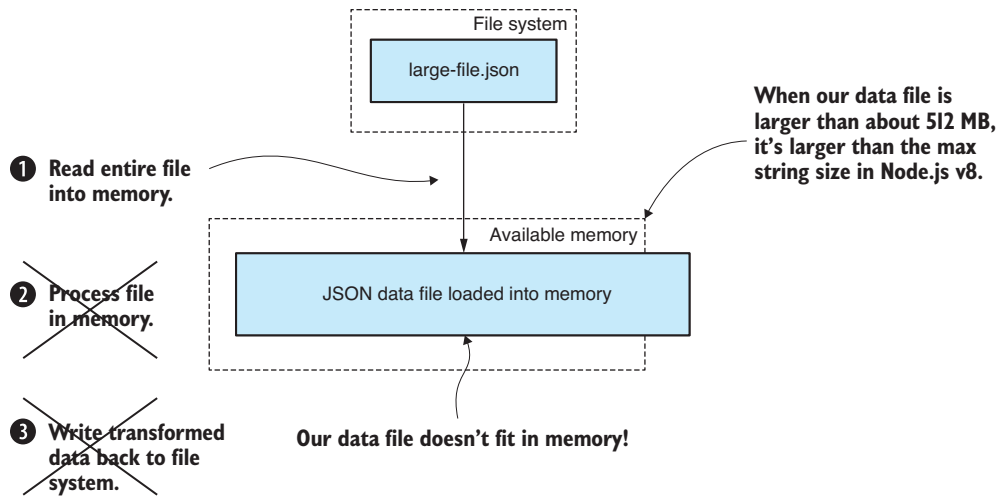 File system
large-file.json
When our data file is
larger than about 512 MB,
it's larger than the max
string size in Node.js v8.
1 Read entire file
into memory.
Available memory
JSON data file loaded into memory
2 Process file
in memory.
3 Write transformed
data back to file
system.
Our data file doesn't fit in memory!